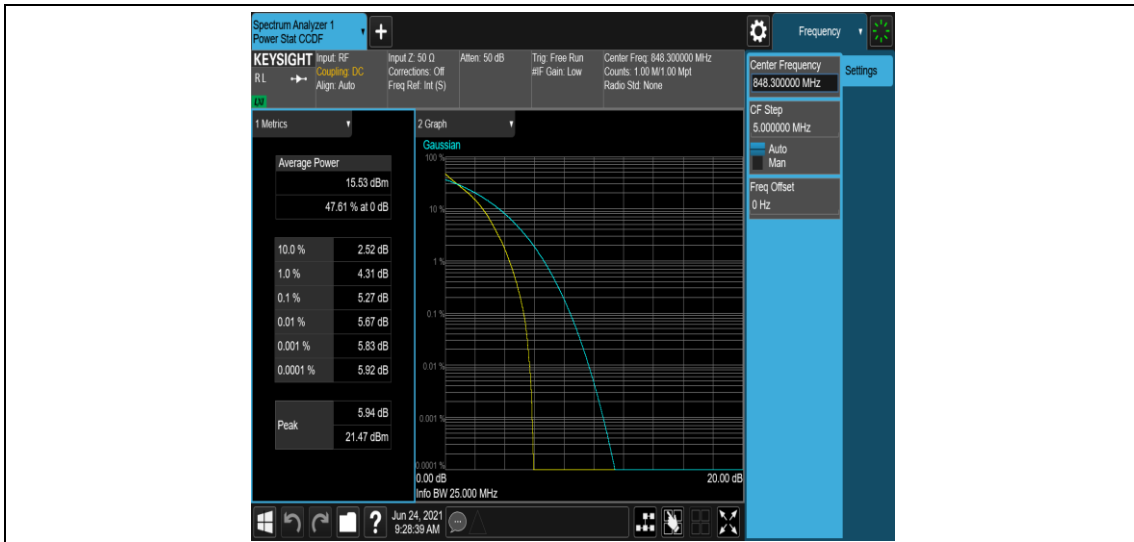 Spectrum Analyzer 1
Power Stat CCDF
Frequency
KEYSIGHT
RL
LXI
Input: RF
Coupling: DC
Align: Auto
Input Z: 50 Ω
Corrections: Off
Freq Ref: Int (S)
Atten: 50 dB
Trig: Free Run
#IF Gain: Low
Center Freq: 848.300000 MHz
Counts: 1.00 M/1.00 Mpt
Radio Std: None
Center Frequency
848.300000 MHz
Settings
CF Step
5.000000 MHz
Auto
Man
Freq Offset
0 Hz
1 Metrics
Average Power
15.53 dBm
47.61 % at 0 dB
10.0 % 2.52 dB
1.0 % 4.31 dB
0.1 % 5.27 dB
0.01 % 5.67 dB
0.001 % 5.83 dB
0.0001 % 5.92 dB
Peak
5.94 dB
21.47 dBm
2 Graph
Gaussian
100 %
10 %
1 %
0.1 %
0.01 %
0.001 %
0.0001 %
0.00 dB
20.00 dB
Info BW 25.000 MHz
?
Jun 24, 2021
9:28:39 AM